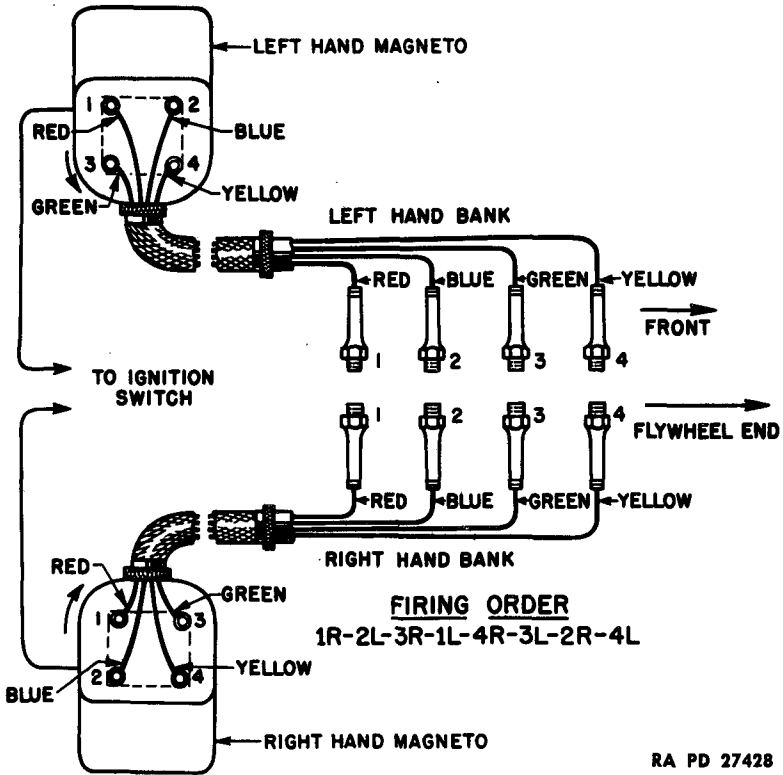 LEFT HAND MAGNETO
1 2
RED BLUE
3 4
GREEN YELLOW
LEFT HAND BANK
RED BLUE GREEN YELLOW
FRONT
1 2 3 4
TO IGNITION
SWITCH
1 2 3 4
FLYWHEEL END
RED BLUE GREEN YELLOW
RIGHT HAND BANK
RED GREEN
1 3
FIRING ORDER
1R-2L-3R-1L-4R-3L-2R-4L
2 4 YELLOW
BLUE
RIGHT HAND MAGNETO
RA PD 27428